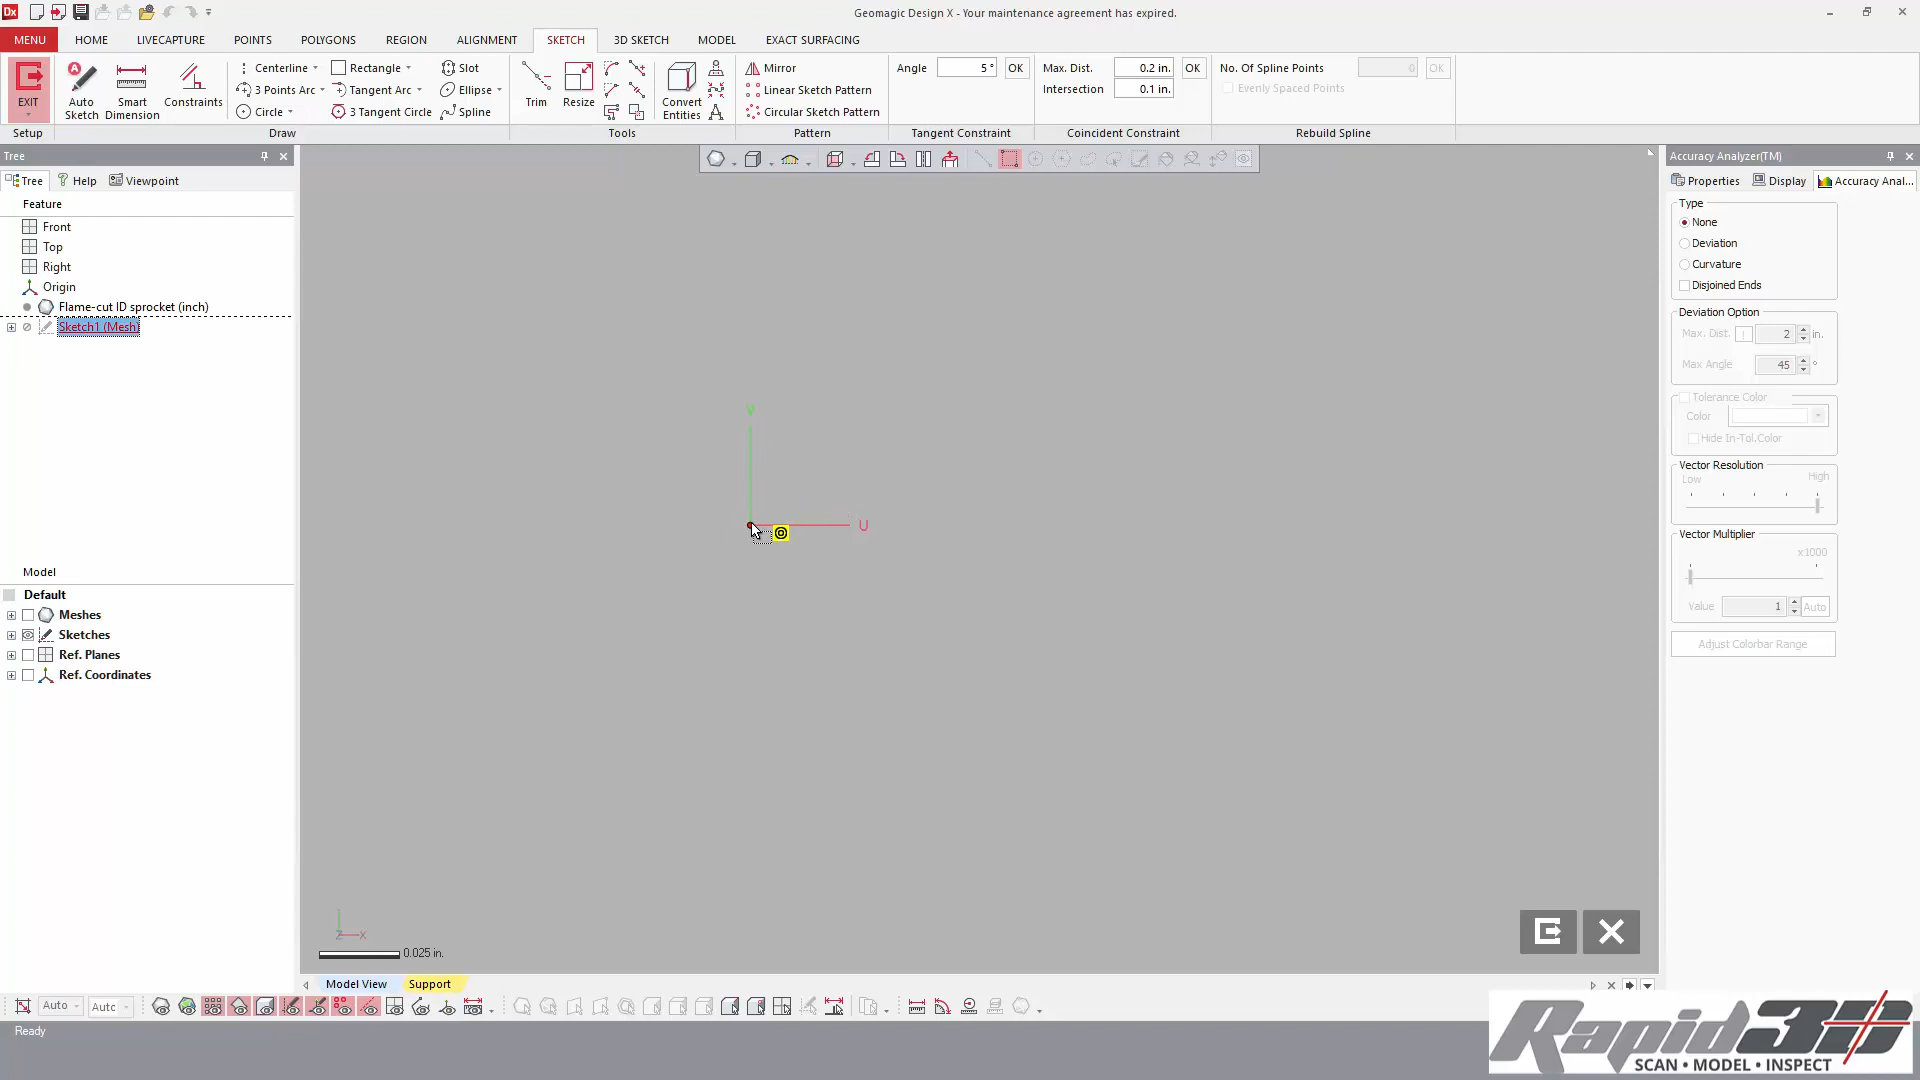 Dx
Geomagic Design X - Your maintenance agreement has expired.
MENU HOME LIVECAPTURE POINTS POLYGONS REGION ALIGNMENT SKETCH 3D SKETCH MODEL EXACT SURFACING
EXIT
Auto Sketch
Smart Dimension
Constraints
Centerline
3 Points Arc
Circle
Rectangle
Tangent Arc
3 Tangent Circle
Slot
Ellipse
Spline
Trim
Resize
Convert Entities
Mirror
Linear Sketch Pattern
Circular Sketch Pattern
Angle 5 ° OK
Max. Dist. 0.2 in. OK
Intersection 0.1 in.
No. Of Spline Points 0 OK
Evenly Spaced Points
Setup Draw Tools Pattern Tangent Constraint Coincident Constraint Rebuild Spline
Tree
Tree Help Viewpoint
Feature
Front
Top
Right
Origin
Flame-cut ID sprocket (inch)
Sketch1 (Mesh)
Model
Default
Meshes
Sketches
Ref. Planes
Ref. Coordinates
V
U
Z X
0.025 in.
Model View Support
Auto Auto
Ready
Accuracy Analyzer(TM)
Properties Display Accuracy Anal...
Type
None
Deviation
Curvature
Disjoined Ends
Deviation Option
Max. Dist. 2 in.
Max Angle 45 °
Tolerance Color
Color
Hide In-Tol.Color
Vector Resolution
Low High
Vector Multiplier
x1000
Value 1 Auto
Adjust Colorbar Range
Rapid3D
SCAN • MODEL • INSPECT